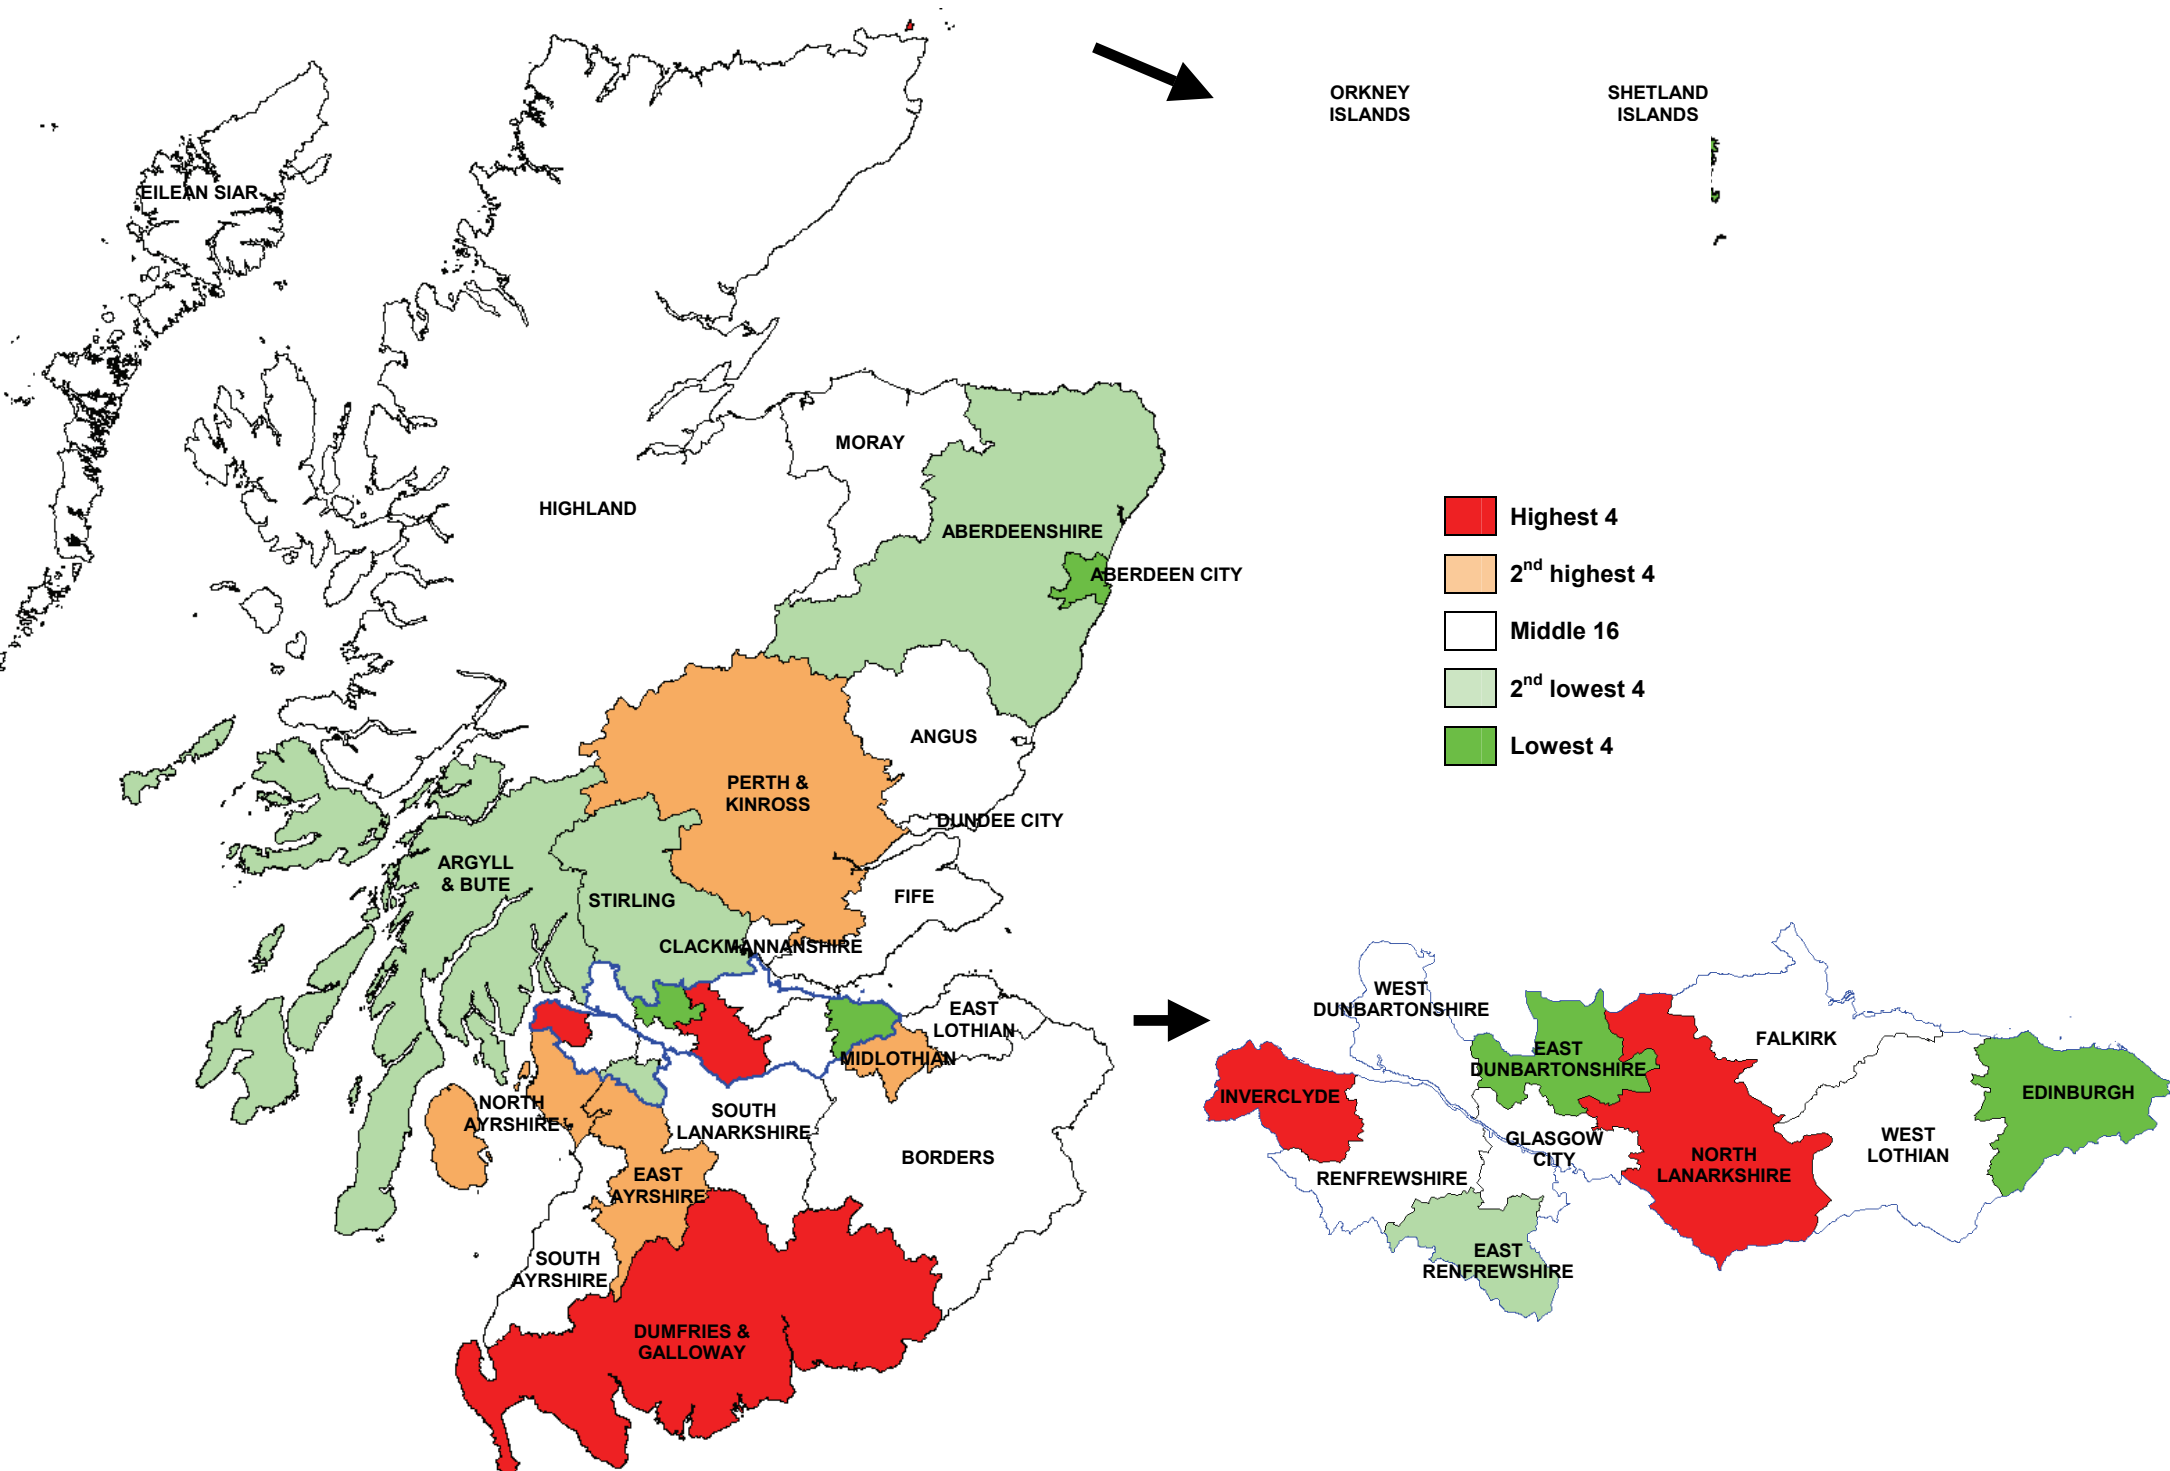 ORKNEY
ISLANDS
SHETLAND
ISLANDS
EILEAN SIAR
MORAY
HIGHLAND
ABERDEENSHIRE
ABERDEEN CITY
Highest 4
2nd highest 4
Middle 16
2nd lowest 4
Lowest 4
ANGUS
PERTH &
KINROSS
DUNDEE CITY
ARGYLL
& BUTE
STIRLING
FIFE
CLACKMANNANSHIRE
EAST
LOTHIAN
MIDLOTHIAN
NORTH
AYRSHIRE
SOUTH
LANARKSHIRE
BORDERS
EAST
AYRSHIRE
SOUTH
AYRSHIRE
DUMFRIES &
GALLOWAY
WEST
DUNBARTONSHIRE
FALKIRK
EAST
DUNBARTONSHIRE
INVERCLYDE
EDINBURGH
GLASGOW
CITY
WEST
LOTHIAN
NORTH
LANARKSHIRE
RENFREWSHIRE
EAST
RENFREWSHIRE